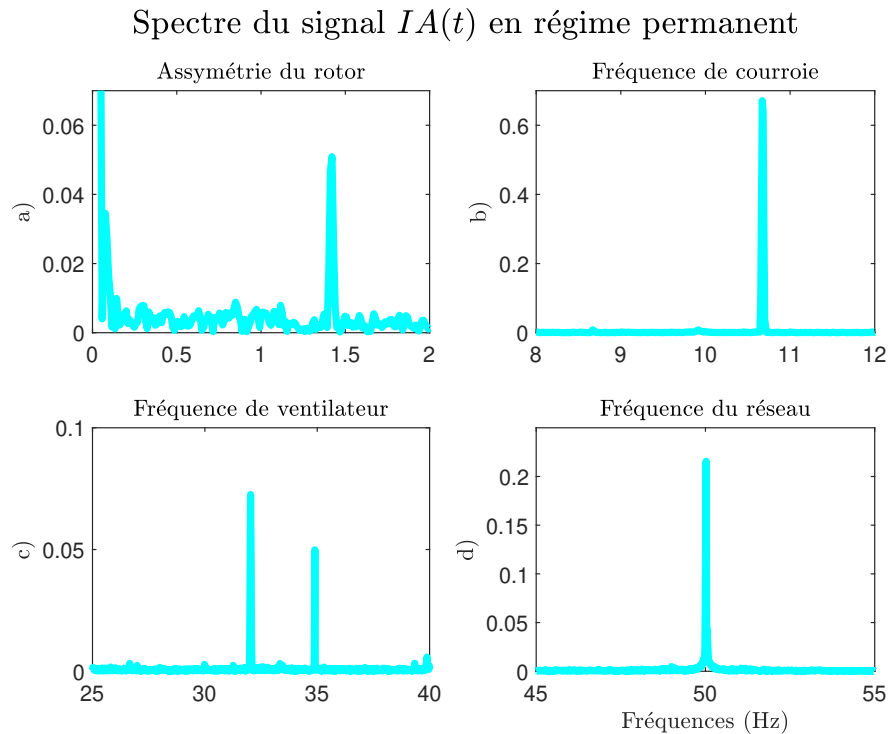 Spectre du signal IA(t) en régime permanent
Assymétrie du rotor
0.06
0.04
0.02
0
a)
0 0.5 1 1.5 2
Fréquence de courroie
0.6
0.4
0.2
0
b)
8 9 10 11 12
Fréquence de ventilateur
0.1
0.05
0
c)
25 30 35 40
Fréquence du réseau
0.2
0.15
0.1
0.05
0
d)
45 50 55
Fréquences (Hz)